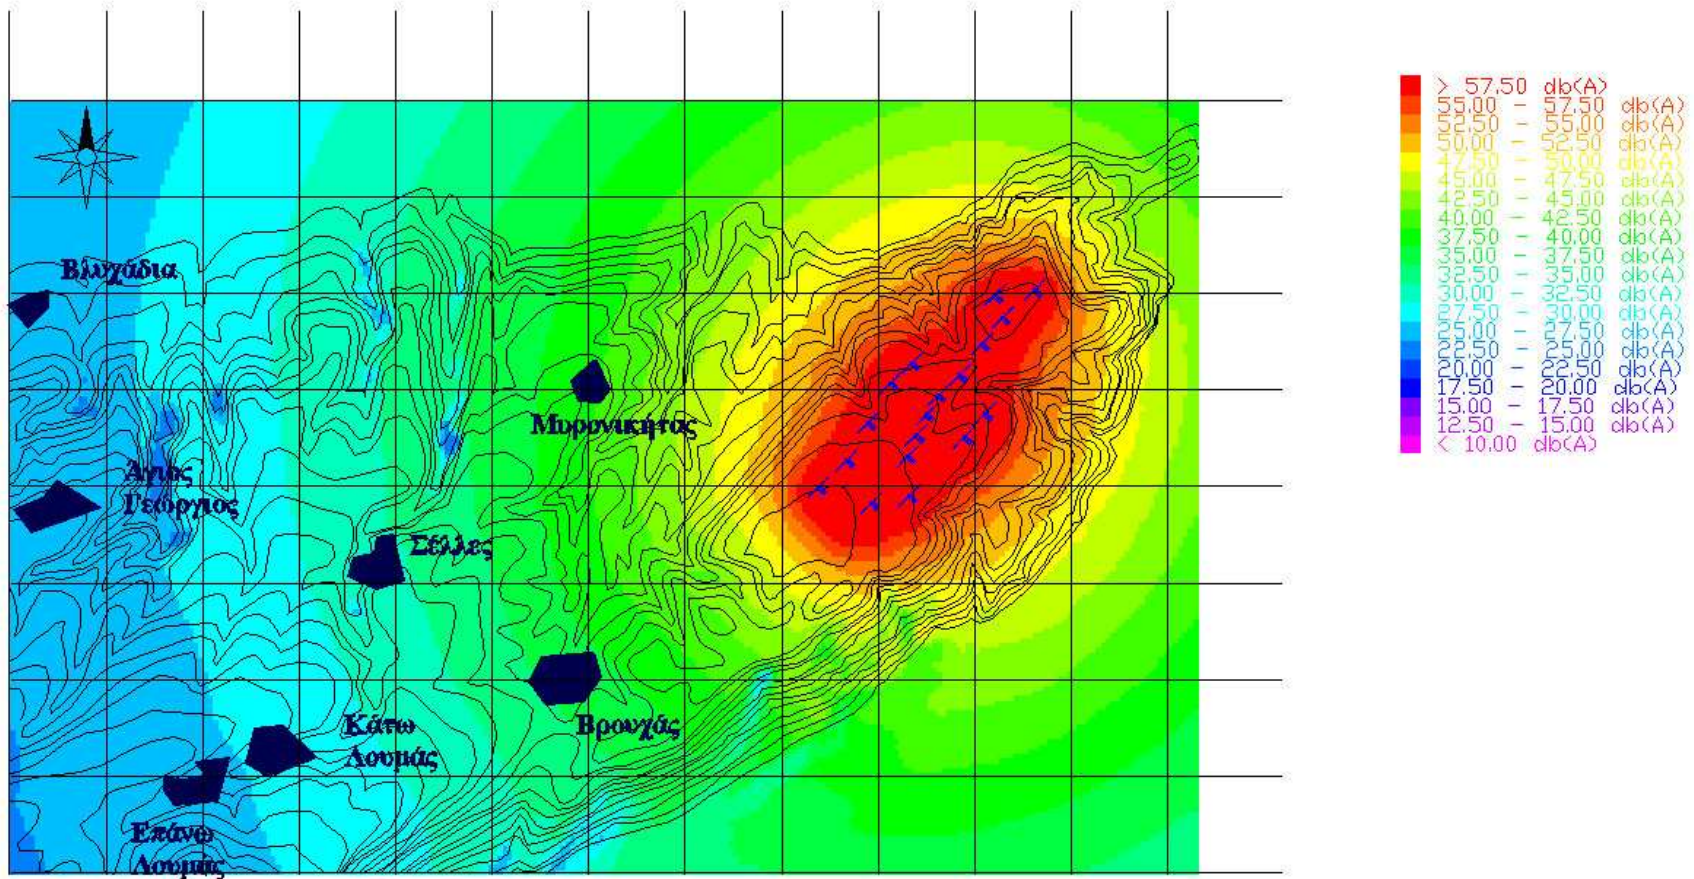 Βλυχάδια
Μυρονικήτας
Άγιος
Γεώργιος
Σέλλες
Κάτω
Λουμάς
Βρουχάς
Επάνω
Λουμάς
> 57.50 db(A)
55.00 - 57.50 db(A)
52.50 - 55.00 db(A)
50.00 - 52.50 db(A)
47.50 - 50.00 db(A)
45.00 - 47.50 db(A)
42.50 - 45.00 db(A)
40.00 - 42.50 db(A)
37.50 - 40.00 db(A)
35.00 - 37.50 db(A)
32.50 - 35.00 db(A)
30.00 - 32.50 db(A)
27.50 - 30.00 db(A)
25.00 - 27.50 db(A)
22.50 - 25.00 db(A)
20.00 - 22.50 db(A)
17.50 - 20.00 db(A)
15.00 - 17.50 db(A)
12.50 - 15.00 db(A)
< 10.00 db(A)